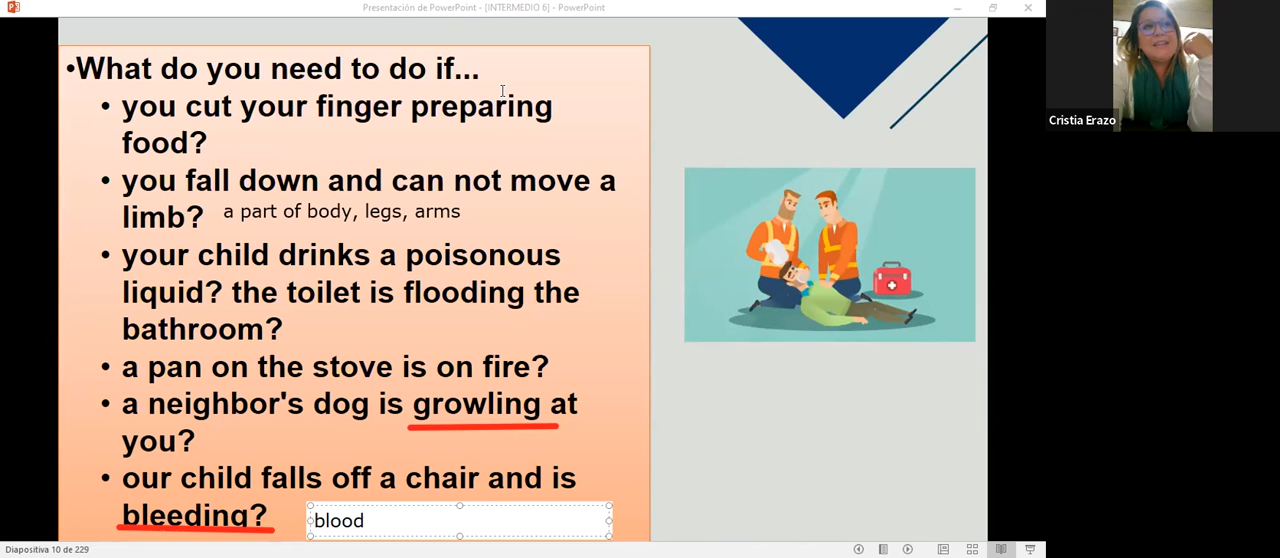 Presentación de PowerPoint - [INTERMEDIO 6] - PowerPoint
•What do you need to do if...
• you cut your finger preparing
food?
• you fall down and can not move a
limb? a part of body, legs, arms
• your child drinks a poisonous
liquid? the toilet is flooding the
bathroom?
• a pan on the stove is on fire?
• a neighbor's dog is growling at
you?
• our child falls off a chair and is
bleeding? blood
Cristia Erazo
Diapositiva 10 de 229